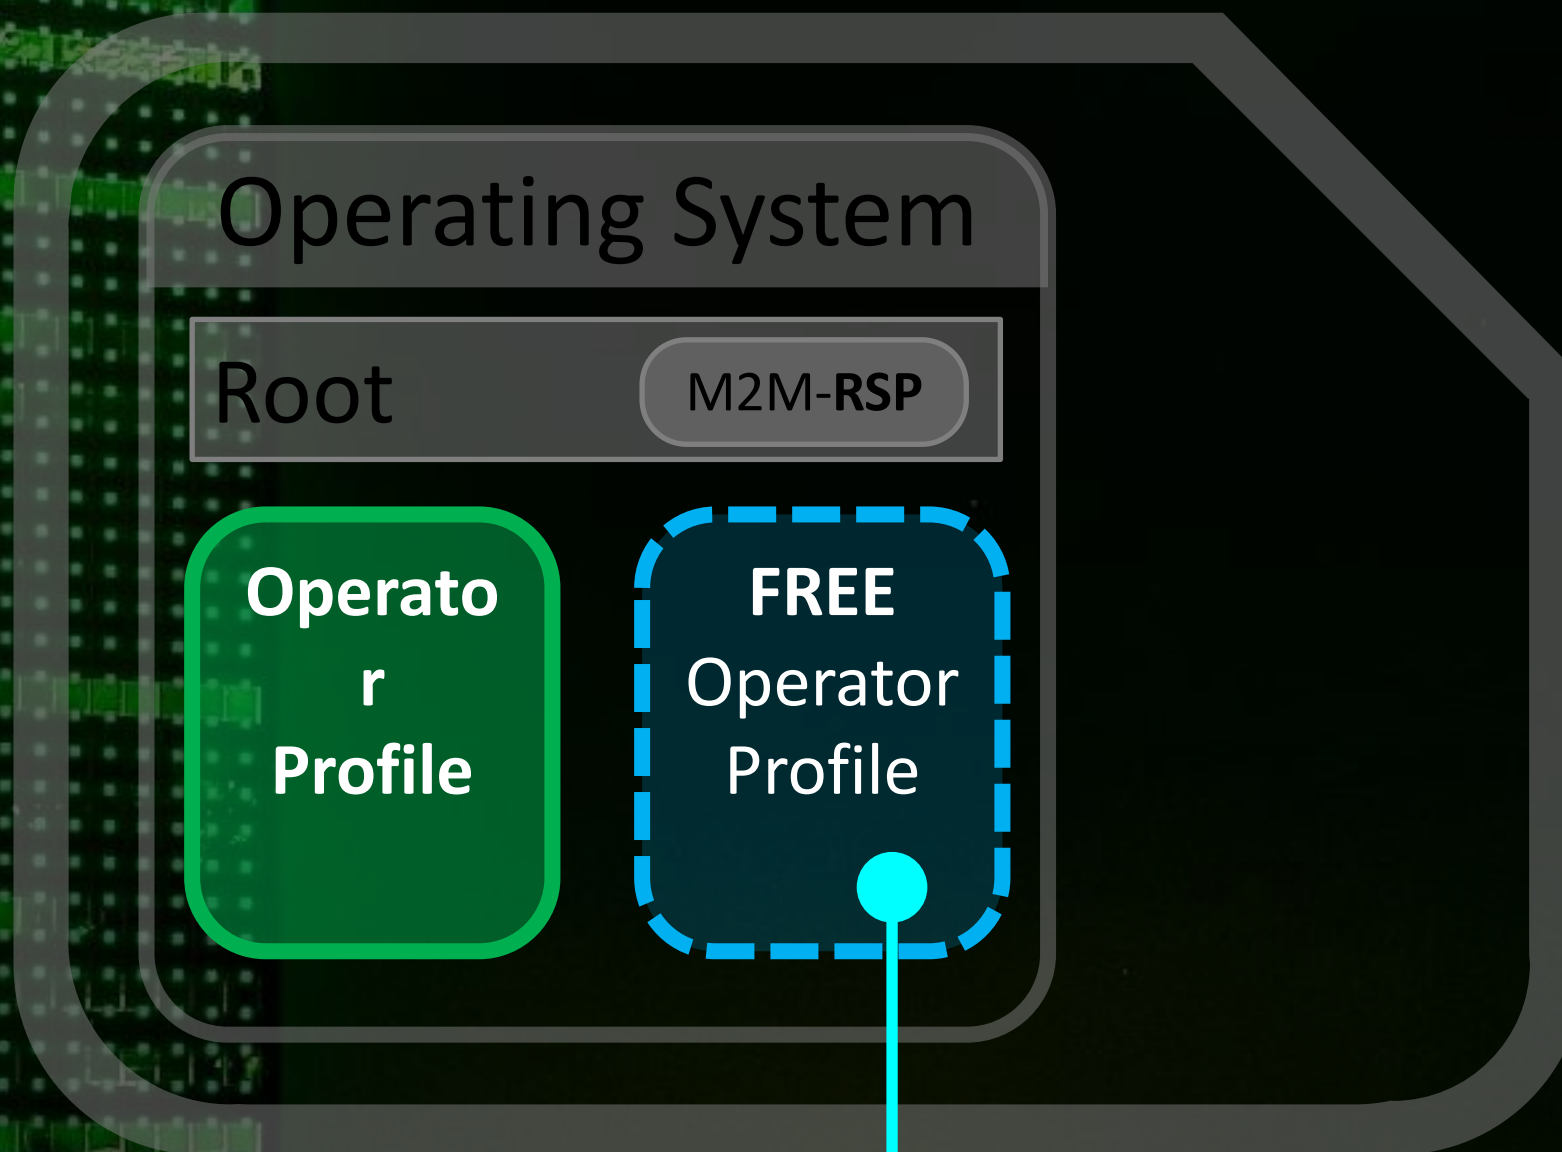 Operating System
Root
M2M-RSP
Operato
r
Profile
FREE
Operator
Profile